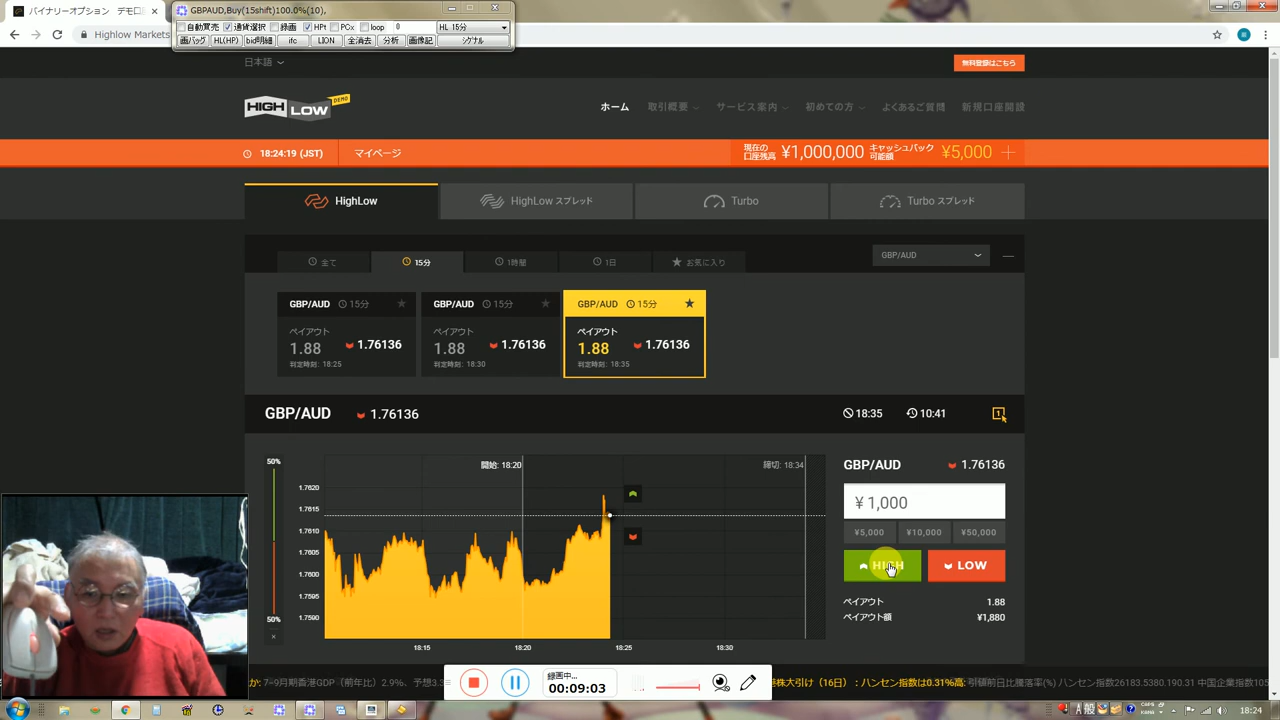 バイナリーオプション デモ口
GBPAUD,Buy(15shift)100.0%(10),
自動買売 通貨選択 録画 HPt PCx loop 0 HL 15分
画バッグ HL(HP) bid明細 ifc LION 全消去 分析 画像記 ｼｸﾞﾅﾙ
Highlow Markets
日本語
無料登録はこちら
HIGH LOW DEMO
ホーム 取引概要 サービス案内 初めての方 よくあるご質問 新規口座開設
18:24:19 (JST) マイページ 現在の口座残高 ¥1,000,000 キャッシュバック可能額 ¥5,000
HighLow HighLow スプレッド Turbo Turbo スプレッド
全て 15分 1時間 1日 お気に入り GBP/AUD
GBP/AUD 15分 GBP/AUD 15分 GBP/AUD 15分
ペイアウト ペイアウト ペイアウト
1.88 1.76136 1.88 1.76136 1.88 1.76136
判定時刻: 18:25 判定時刻: 18:30 判定時刻: 18:35
GBP/AUD 1.76136 18:35 10:41 1
50%
開始: 18:20 締切: 18:34
GBP/AUD 1.76136
1.7620
1.7615
1.7610
1.7605
1.7600
1.7595
1.7590
50%
18:15 18:20 18:25 18:30
¥ 1,000
¥5,000 ¥10,000 ¥50,000
HIGH LOW
ペイアウト 1.88
ペイアウト額 ¥1,880
録画中...
00:09:03
か: 7~9月期香港GDP（前年比）2.9%、予想3.
港株大引け（16日）：ハンセン指数は0.31%高:
ハンセン指数26183.5380.190.31 中国企業指数105
18:24